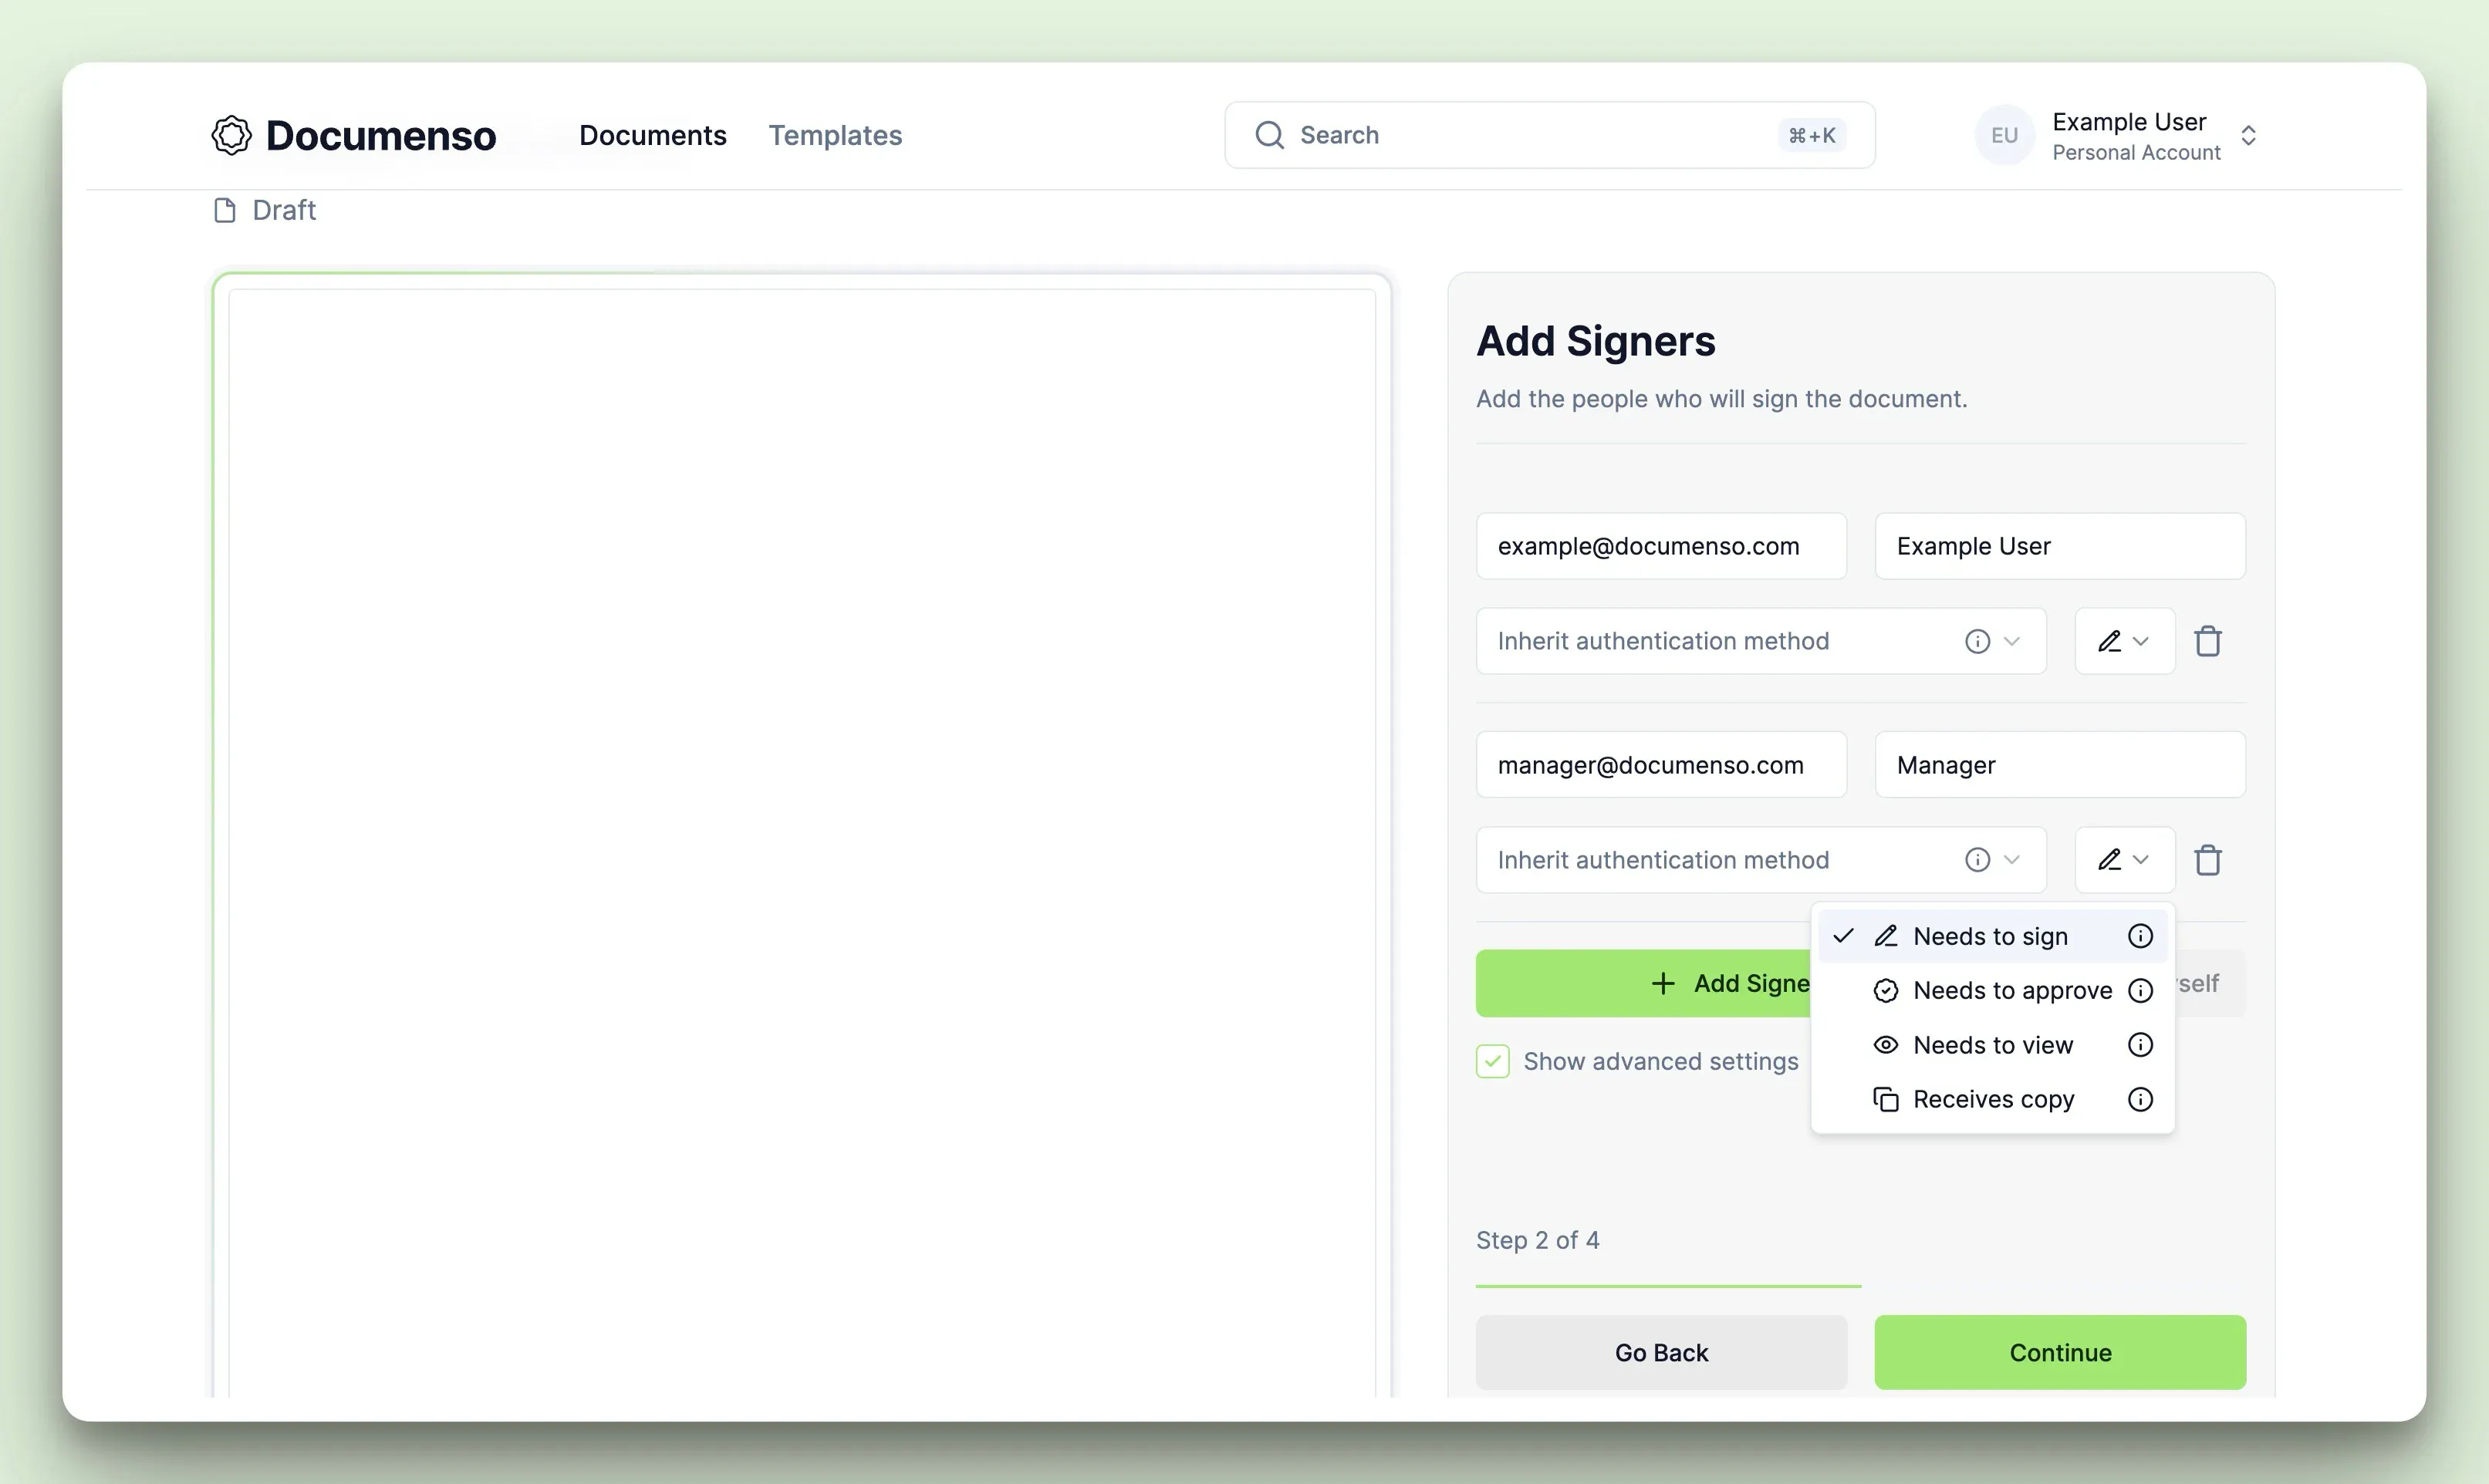 Documenso Documents Templates Search ⌘+K EU Example User
Personal Account
Draft
Add Signers
Add the people who will sign the document.
example@documenso.com Example User
Inherit authentication method
manager@documenso.com Manager
Inherit authentication method
Needs to sign
Add Signe
Needs to approve
self
Show advanced settings
Needs to view
Receives copy
Step 2 of 4
Go Back Continue